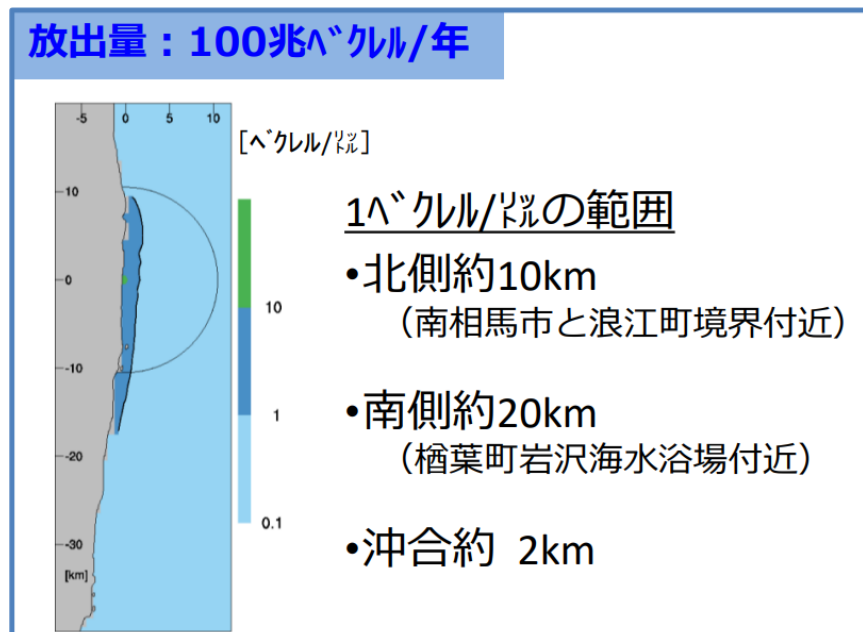 放出量：100兆ﾍﾞｸﾚﾙ/年
-5 0 5 10
[ﾍﾞｸﾚﾙ/㍑]
10
0
-10
-20
-30
[km]
10
1
0.1
1ﾍﾞｸﾚﾙ/㍑の範囲
•北側約10km
（南相馬市と浪江町境界付近）
•南側約20km
（楢葉町岩沢海水浴場付近）
•沖合約 2km